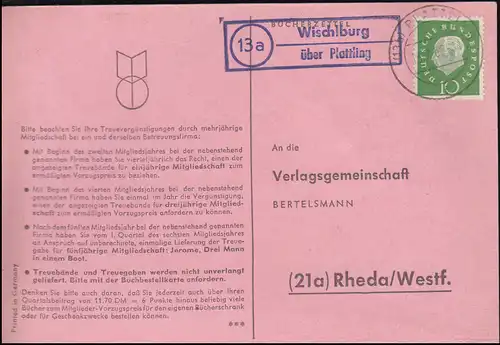 BÜCHERZETTEL
13a
Wischlburg
über Plattling
DEUTSCHE BUNDESPOST
10
Bitte beachten Sie Ihre Treuevergünstigungen durch mehrjährige
Mitgliedschaft bei ein und derselben Betreuungsfirma:
● Mit Beginn des zweiten Mitgliedsjahres bei der nebenstehend
genannten Firma haben Sie vierteljährlich das Recht, einen der
angezeigten Treuebände für einjährige Mitgliedschaft zum
ermäßigten Vorzugspreis zu beziehen.
● Mit Beginn des vierten Mitgliedsjahres bei der nebenstehend
genannten Firma haben Sie einmal im Jahr die Vergünstigung,
einen der angezeigten Treuebände für dreijährige Mitglied-
schaft zum ermäßigten Vorzugspreis anfordern zu können.
● Nach dem fünften Mitgliedsjahr bei der nebenstehend genannten
Firma haben Sie vom 1. Quartal des sechsten Mitgliedsjahres
an Anspruch auf unberechnete, einmalige Lieferung der Treue-
gabe für fünfjährige Mitgliedschaft: Jerome, Drei Mann
in einem Boot.
● Treuebände und Treuegaben werden nicht unverlangt
geliefert. Bitte mit der Buchbestellkarte anfordern.
Denken Sie bitte auch daran, daß Sie jederzeit auch über Ihren
Quartalsbeitrag von 11.70 DM = 6 Punkte hinaus beliebig viele
Bücher zum Mitglieder-Vorzugspreis für den eigenen Bücherschrank
oder für Geschenkzwecke bestellen können.
***
Printed in Germany
An die
Verlagsgemeinschaft
BERTELSMANN
(21a) Rheda/Westf.